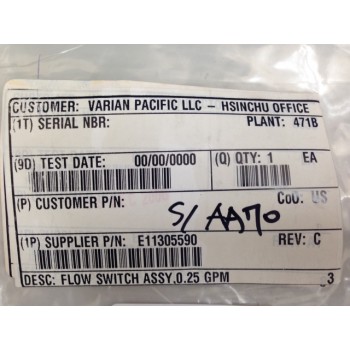 CUSTOMER: VARIAN PACIFIC LLC – HSINCHU OFFICE
(1T) SERIAL NBR: PLANT: 471B
(9D) TEST DATE: 00/00/0000 (Q) QTY: 1 EA
(P) CUSTOMER P/N: CoO: US
S/AA70
(1P) SUPPLIER P/N: E11305590 REV: C
DESC: FLOW SWITCH ASSY,0.25 GPM 3